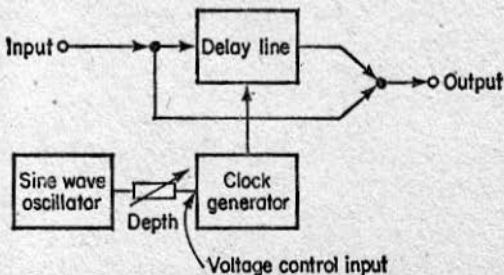 Input
Delay line
Output
Sine wave
oscillator
Depth
Clock
generator
Voltage control input